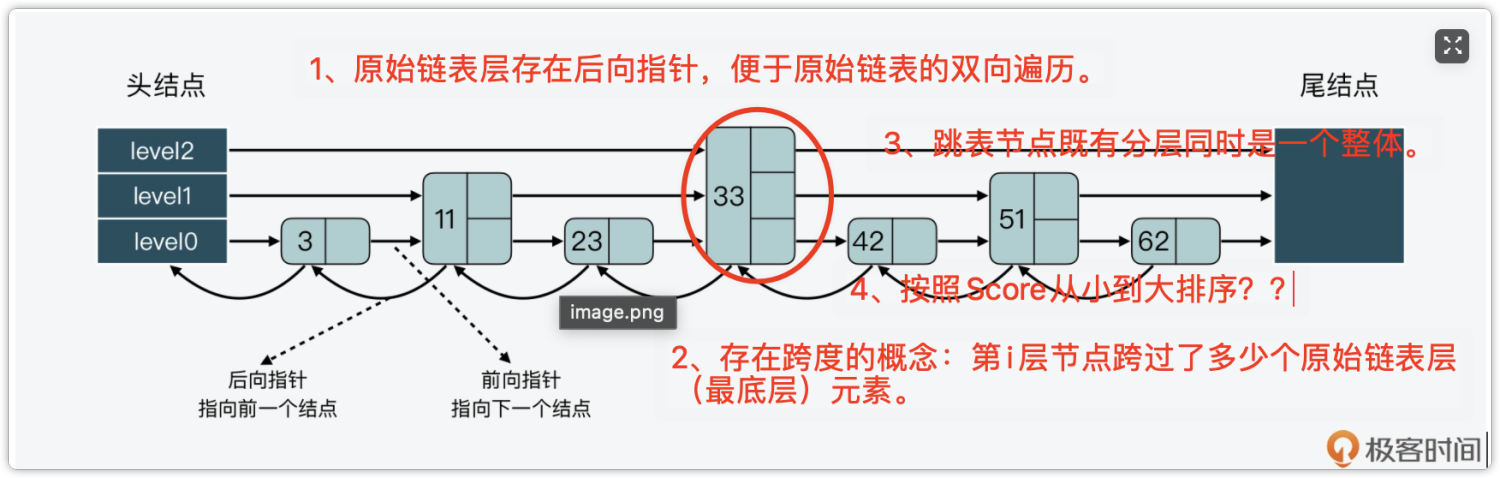 1、原始链表层存在后向指针，便于原始链表的双向遍历。
头结点
尾结点
level2
3、跳表节点既有分层同时是一个整体。
level1
11
33
51
level0
3
23
42
62
4、按照Score从小到大排序？？
image.png
2、存在跨度的概念：第i层节点跨过了多少个原始链表层
（最底层）元素。
后向指针
指向前一个结点
前向指针
指向下一个结点
极客时间